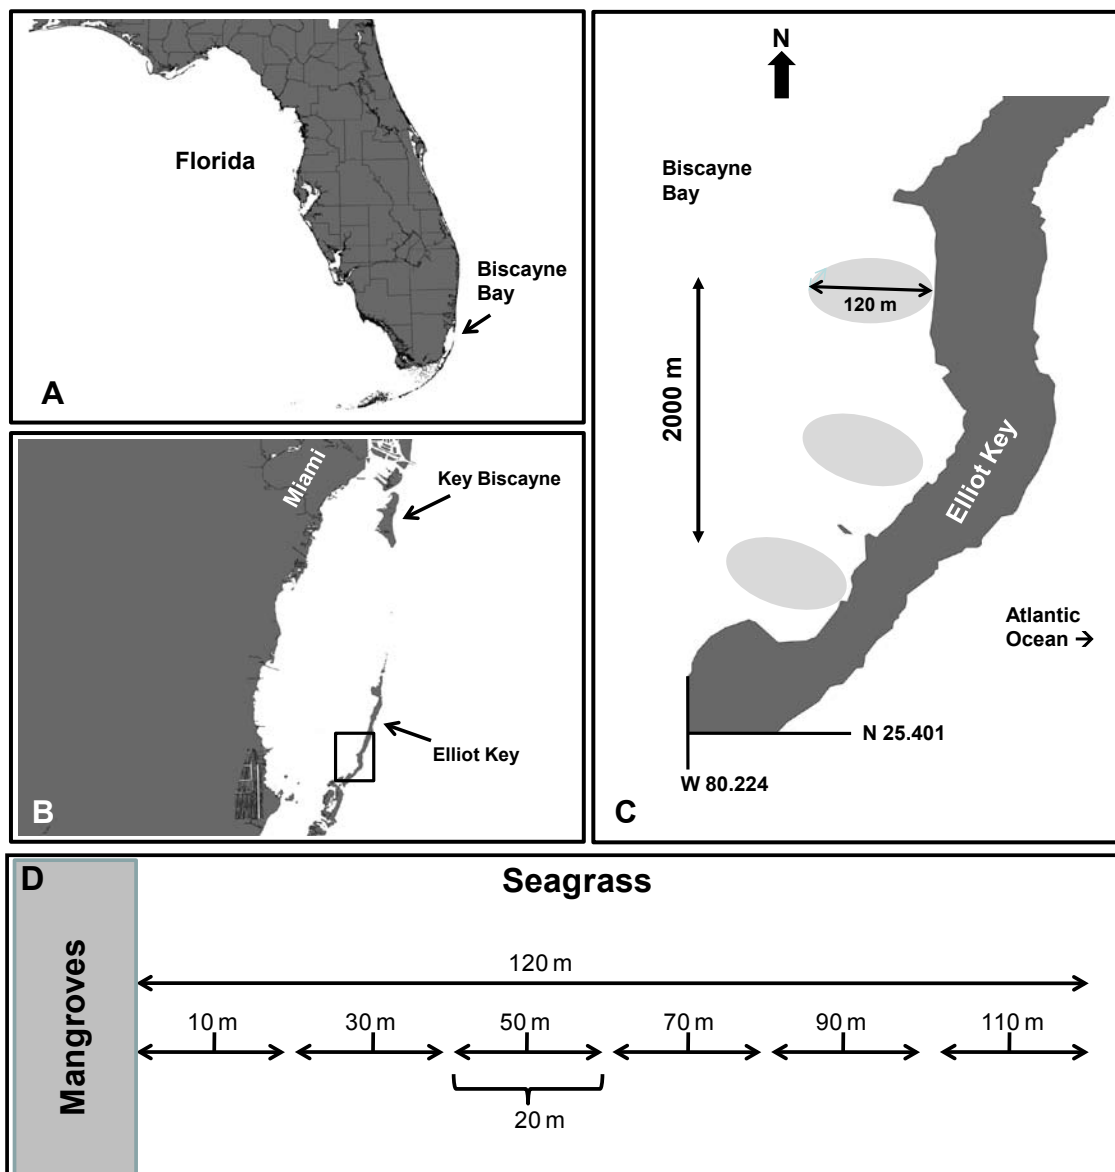 Florida
Biscayne
Bay
A
Miami
Key Biscayne
Elliot Key
B
N
Biscayne
Bay
120 m
2000 m
Elliot Key
Atlantic
Ocean →
N 25.401
W 80.224
C
D
Seagrass
Mangroves
120 m
10 m
30 m
50 m
70 m
90 m
110 m
20 m